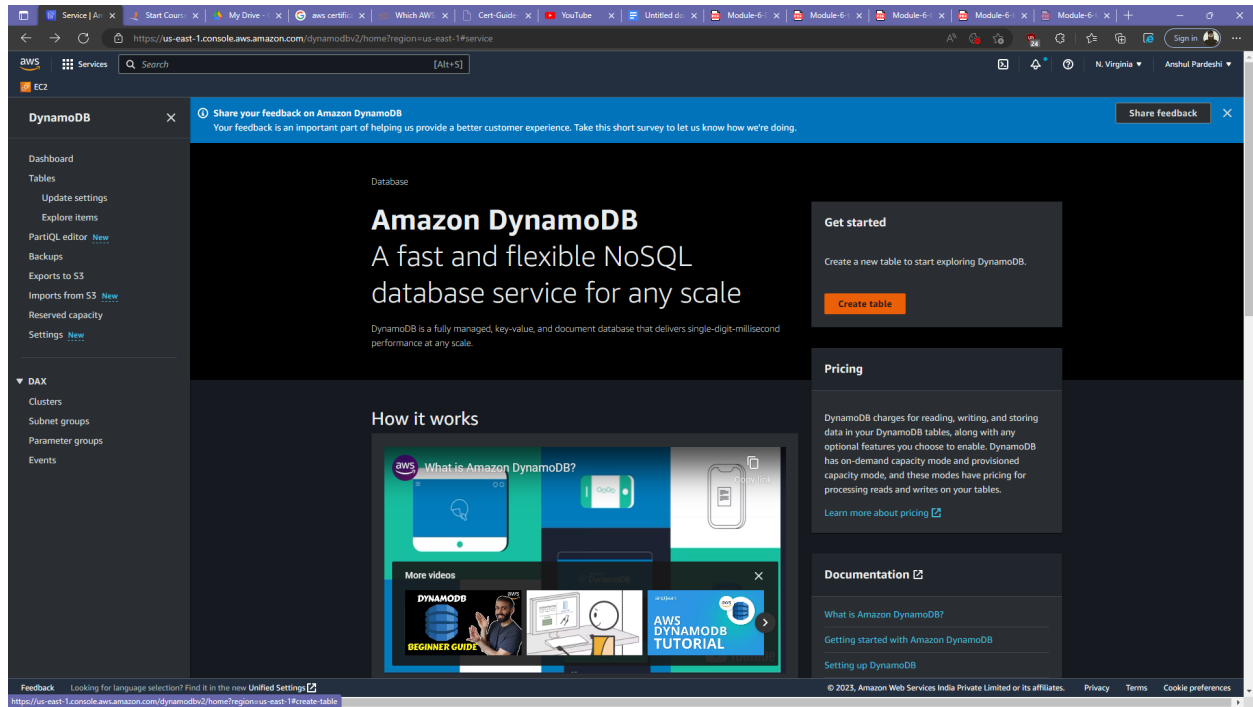 Service | Am
Start Course
My Drive -
aws certifica
Which AWS
Cert-Guide-
YouTube
Untitled do
Module-6-
Module-6-
Module-6-
Module-6-
Module-6-
https://us-east-1.console.aws.amazon.com/dynamodbv2/home?region=us-east-1#service
24
Sign in
aws
Services
Search
[Alt+S]
N. Virginia
Anshul Pardeshi
EC2
DynamoDB
Dashboard
Tables
Update settings
Explore items
PartiQL editor New
Backups
Exports to S3
Imports from S3 New
Reserved capacity
Settings New
DAX
Clusters
Subnet groups
Parameter groups
Events
Share your feedback on Amazon DynamoDB
Your feedback is an important part of helping us provide a better customer experience. Take this short survey to let us know how we're doing.
Share feedback
Database
Amazon DynamoDB
A fast and flexible NoSQL
database service for any scale
DynamoDB is a fully managed, key-value, and document database that delivers single-digit-millisecond
performance at any scale.
How it works
aws
What is Amazon DynamoDB?
Copy link
More videos
DYNAMODB
aws
BEGINNER GUIDE
AWS
DYNAMODB
TUTORIAL
Get started
Create a new table to start exploring DynamoDB.
Create table
Pricing
DynamoDB charges for reading, writing, and storing
data in your DynamoDB tables, along with any
optional features you choose to enable. DynamoDB
has on-demand capacity mode and provisioned
capacity mode, and these modes have pricing for
processing reads and writes on your tables.
Learn more about pricing
Documentation
What is Amazon DynamoDB?
Getting started with Amazon DynamoDB
Setting up DynamoDB
Feedback
Looking for language selection? Find it in the new Unified Settings
© 2023, Amazon Web Services India Private Limited or its affiliates.
Privacy
Terms
Cookie preferences
https://us-east-1.console.aws.amazon.com/dynamodbv2/home?region=us-east-1#create-table